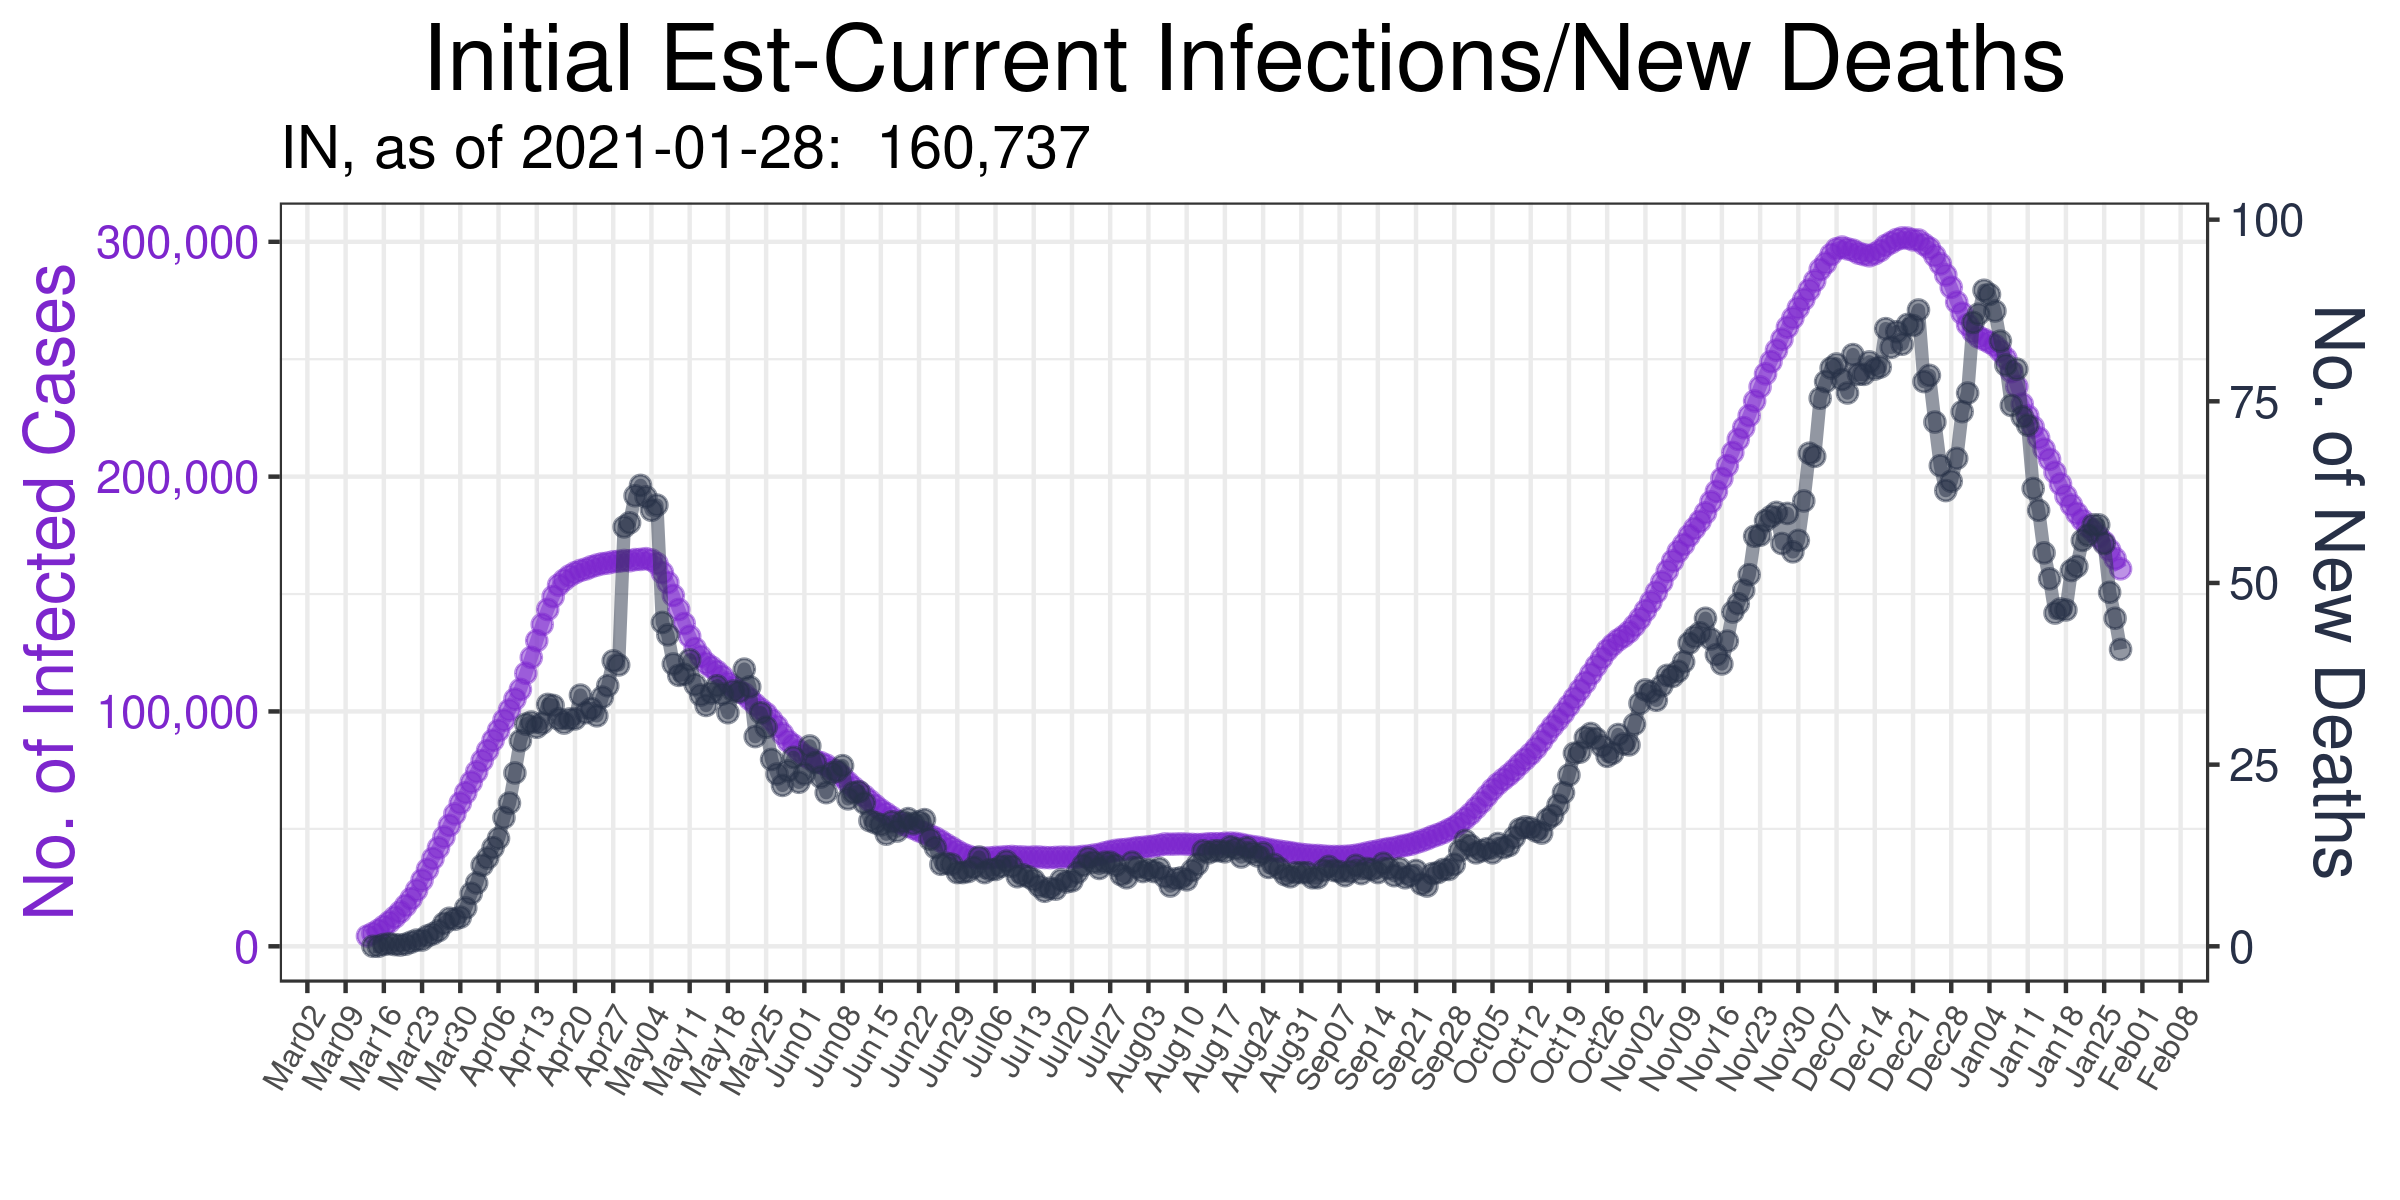 Initial Est-Current Infections/New Deaths
IN, as of 2021-01-28:  160,737
No. of Infected Cases
300,000
200,000
100,000
0
100
75
50
25
0
No. of New Deaths
Mar02
Mar09
Mar16
Mar23
Mar30
Apr06
Apr13
Apr20
Apr27
May04
May11
May18
May25
Jun01
Jun08
Jun15
Jun22
Jun29
Jul06
Jul13
Jul20
Jul27
Aug03
Aug10
Aug17
Aug24
Aug31
Sep07
Sep14
Sep21
Sep28
Oct05
Oct12
Oct19
Oct26
Nov02
Nov09
Nov16
Nov23
Nov30
Dec07
Dec14
Dec21
Dec28
Jan04
Jan11
Jan18
Jan25
Feb01
Feb08